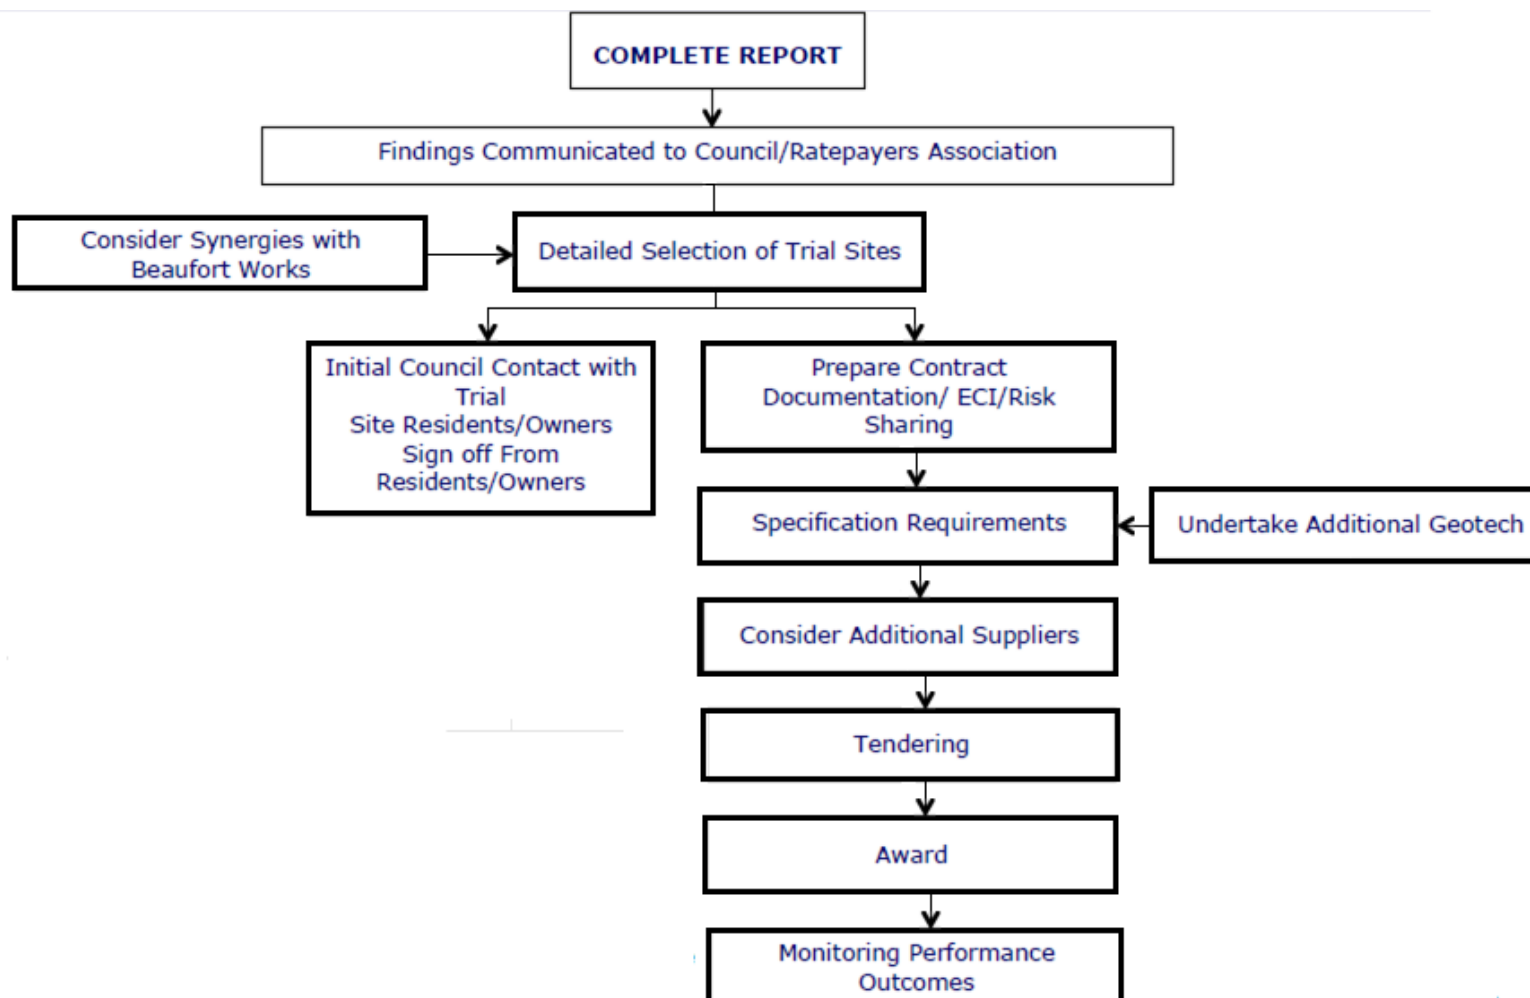 COMPLETE REPORT
Findings Communicated to Council/Ratepayers Association
Consider Synergies with
Beaufort Works
Detailed Selection of Trial Sites
Initial Council Contact with
Trial
Site Residents/Owners
Sign off From
Residents/Owners
Prepare Contract
Documentation/ ECI/Risk
Sharing
Specification Requirements
Undertake Additional Geotech
Consider Additional Suppliers
Tendering
Award
Monitoring Performance
Outcomes